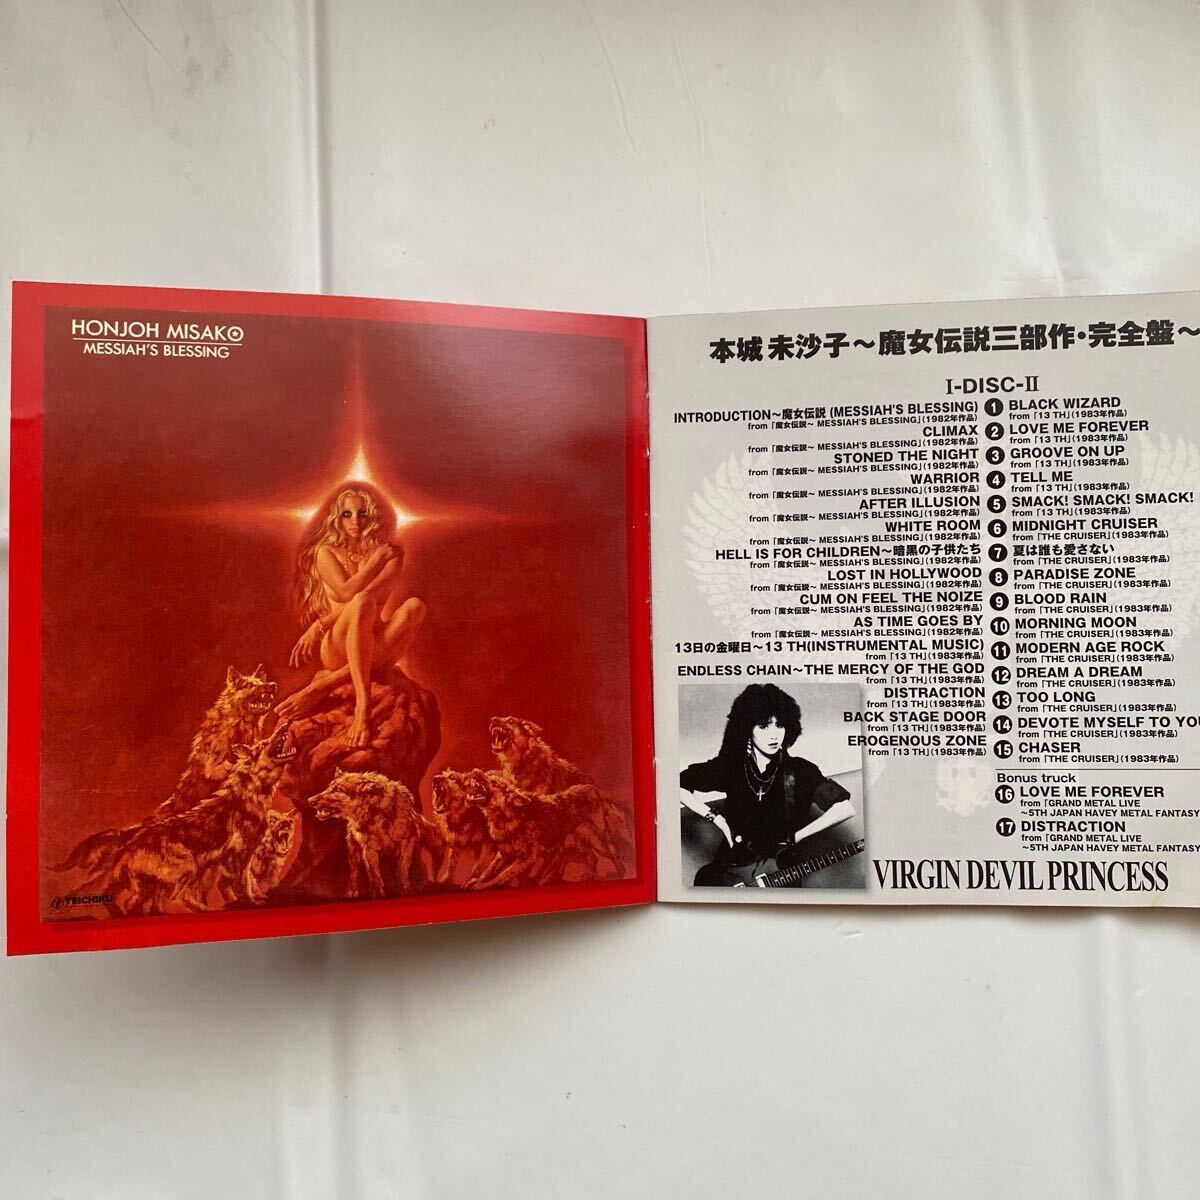 HONJOH MISAKO
MESSIAH'S BLESSING
TEICHIKU
本城未沙子～魔女伝説三部作・完全盤～
I-DISC-II
INTRODUCTION～魔女伝説 (MESSIAH'S BLESSING)
from「魔女伝説～ MESSIAH'S BLESSING」(1982年作品)
CLIMAX
from「魔女伝説～ MESSIAH'S BLESSING」(1982年作品)
STONED THE NIGHT
from「魔女伝説～ MESSIAH'S BLESSING」(1982年作品)
WARRIOR
from「魔女伝説～ MESSIAH'S BLESSING」(1982年作品)
AFTER ILLUSION
from「魔女伝説～ MESSIAH'S BLESSING」(1982年作品)
WHITE ROOM
from「魔女伝説～ MESSIAH'S BLESSING」(1982年作品)
HELL IS FOR CHILDREN～暗黒の子供たち
from「魔女伝説～ MESSIAH'S BLESSING」(1982年作品)
LOST IN HOLLYWOOD
from「魔女伝説～ MESSIAH'S BLESSING」(1982年作品)
CUM ON FEEL THE NOIZE
from「魔女伝説～ MESSIAH'S BLESSING」(1982年作品)
AS TIME GOES BY
from「魔女伝説～ MESSIAH'S BLESSING」(1982年作品)
13日の金曜日～13 TH(INSTRUMENTAL MUSIC)
from「13 TH」(1983年作品)
ENDLESS CHAIN～THE MERCY OF THE GOD
from「13 TH」(1983年作品)
DISTRACTION
from「13 TH」(1983年作品)
BACK STAGE DOOR
from「13 TH」(1983年作品)
EROGENOUS ZONE
from「13 TH」(1983年作品)
1 BLACK WIZARD
from「13 TH」(1983年作品)
2 LOVE ME FOREVER
from「13 TH」(1983年作品)
3 GROOVE ON UP
from「13 TH」(1983年作品)
4 TELL ME
from「13 TH」(1983年作品)
5 SMACK! SMACK! SMACK!
from「13 TH」(1983年作品)
6 MIDNIGHT CRUISER
from「THE CRUISER」(1983年作品)
7 夏は誰も愛さない
from「THE CRUISER」(1983年作品)
8 PARADISE ZONE
from「THE CRUISER」(1983年作品)
9 BLOOD RAIN
from「THE CRUISER」(1983年作品)
10 MORNING MOON
from「THE CRUISER」(1983年作品)
11 MODERN AGE ROCK
from「THE CRUISER」(1983年作品)
12 DREAM A DREAM
from「THE CRUISER」(1983年作品)
13 TOO LONG
from「THE CRUISER」(1983年作品)
14 DEVOTE MYSELF TO YOU
from「THE CRUISER」(1983年作品)
15 CHASER
from「THE CRUISER」(1983年作品)
Bonus truck
16 LOVE ME FOREVER
from「GRAND METAL LIVE
～5TH JAPAN HAVEY METAL FANTASY
17 DISTRACTION
from「GRAND METAL LIVE
～5TH JAPAN HAVEY METAL FANTASY
VIRGIN DEVIL PRINCESS